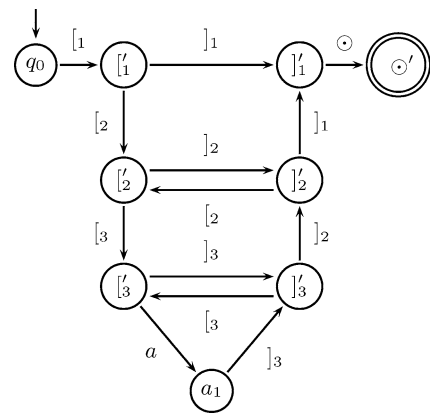 [₁ ]₁ ⊙
q₀ [′₁ ]′₁ ⊙′
[₂ ]₂ ]₁
[′₂ ]′₂
[₂
[₃ ]₃ ]₂
[′₃ ]′₃
[₃
a ]₃
a₁